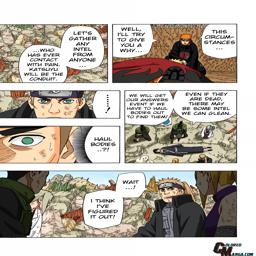 THIS
CIRCUM-
STANCES
...
WELL,
I'LL TRY
TO GIVE
YOU A
WHY...
LET'S
GATHER
ANY
INTEL
FROM
ANYONE
...
...WHO
HAS EVER
CONTACT
WITH PAIN.
KATSUYU
WILL BE THE
CONDUIT.
EVEN IF THEY
ARE DEAD,
THERE MAY
BE SOME INTEL
WE CAN GLEAN.
WE WILL GET
OUR ANSWERS
EVENT IF WE
HAVE TO HAUL
BODIES OUT
TO FIND THEM!
HAUL
BODIES
..?
WAIT
...!
I THINK
I'VE
FIGURED
IT OUT!
COLORED
MANGA.COM